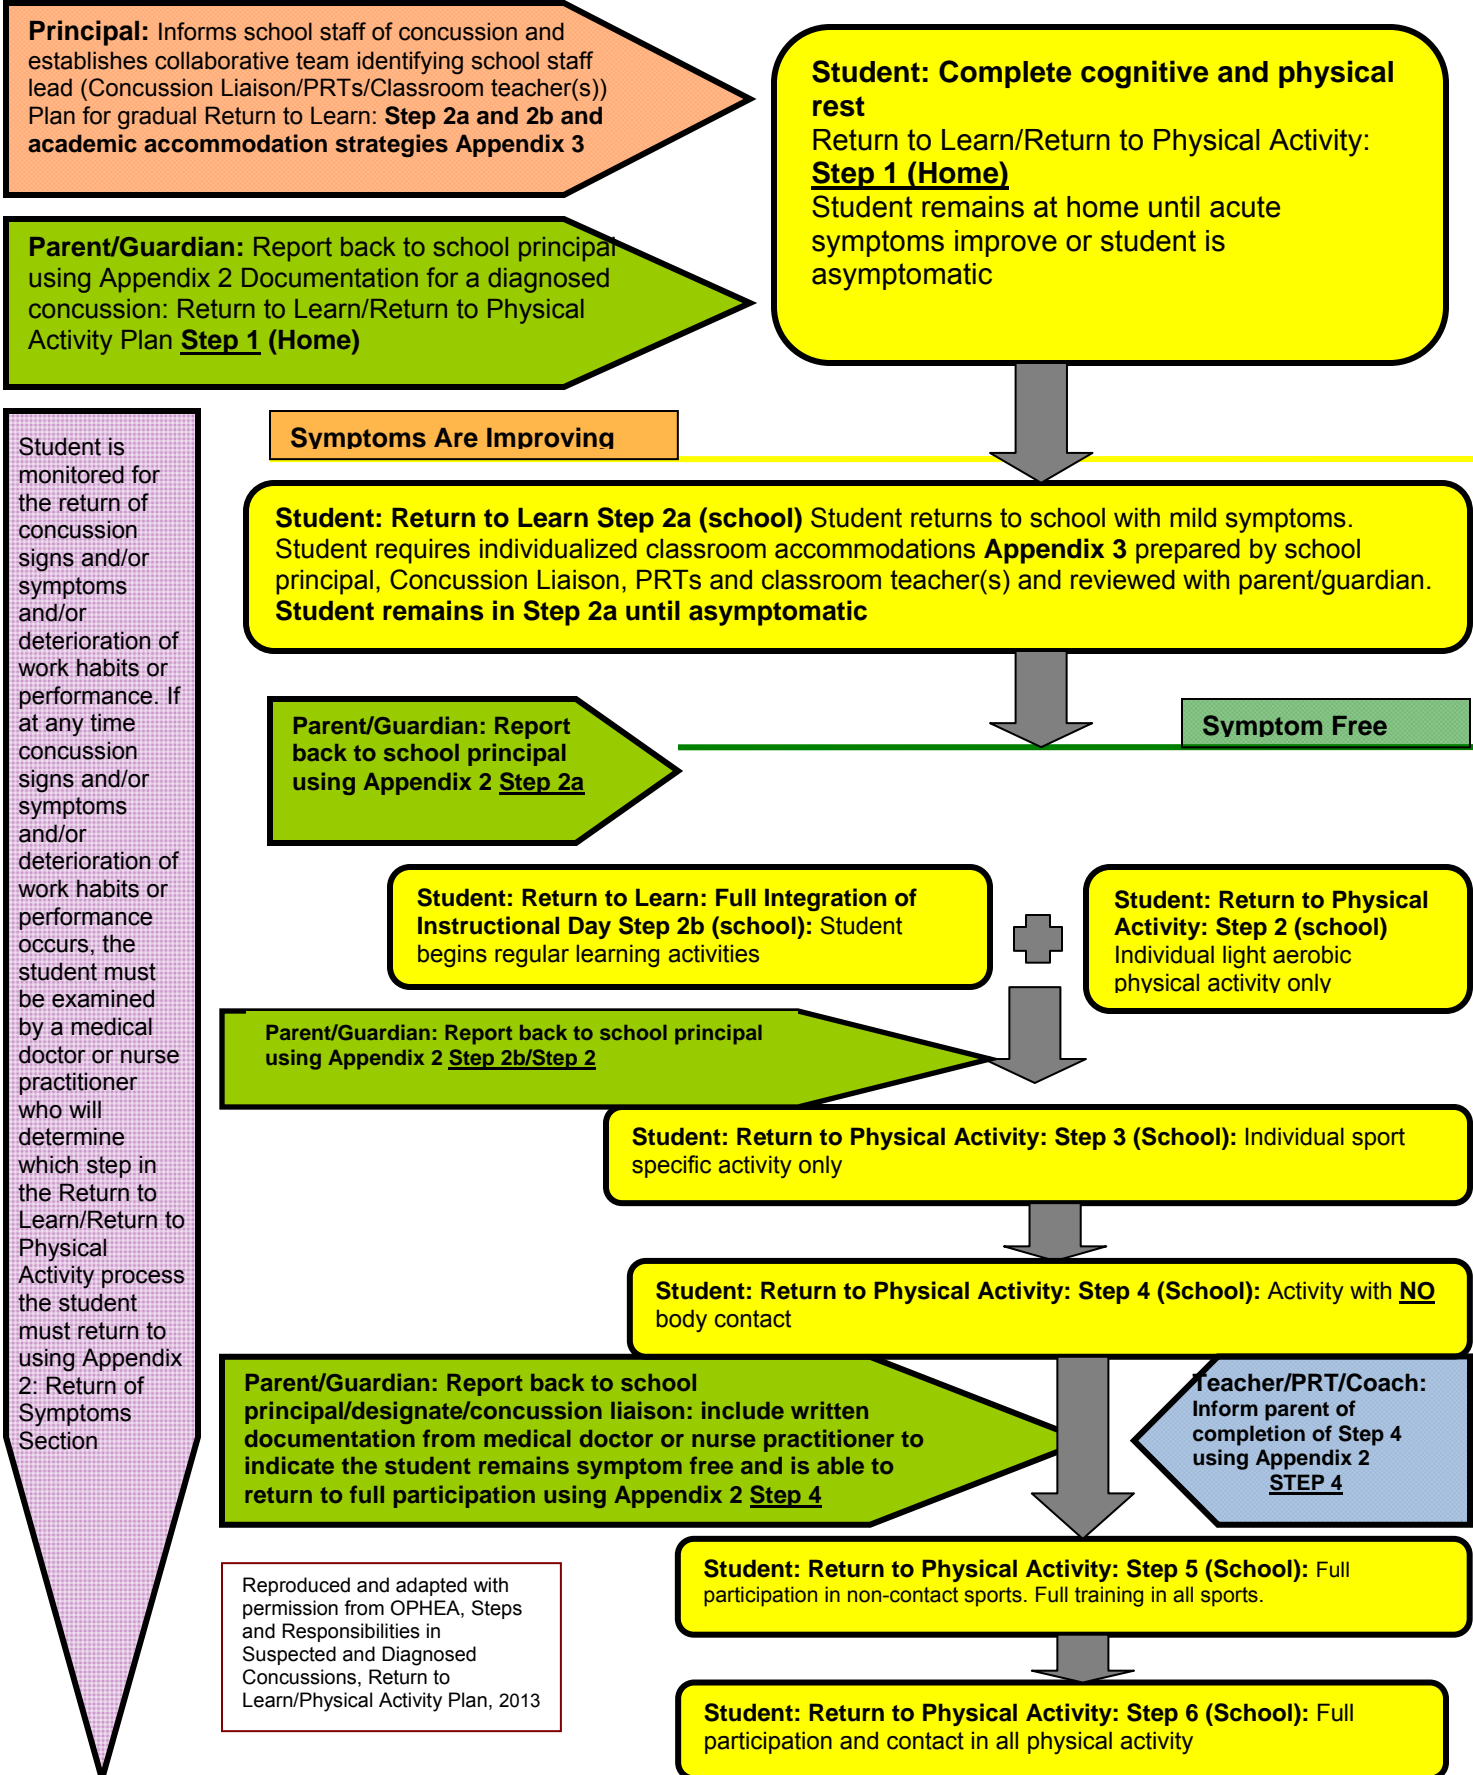 Principal: Informs school staff of concussion and
establishes collaborative team identifying school staff
lead (Concussion Liaison/PRTs/Classroom teacher(s))
Plan for gradual Return to Learn: Step 2a and 2b and
academic accommodation strategies Appendix 3
Student: Complete cognitive and physical
rest
Return to Learn/Return to Physical Activity:
Step 1 (Home)
Student remains at home until acute
symptoms improve or student is
asymptomatic
Parent/Guardian: Report back to school principal
using Appendix 2 Documentation for a diagnosed
concussion: Return to Learn/Return to Physical
Activity Plan Step 1 (Home)
Student is
monitored for
the return of
concussion
signs and/or
symptoms
and/or
deterioration of
work habits or
performance. If
at any time
concussion
signs and/or
symptoms
and/or
deterioration of
work habits or
performance
occurs, the
student must
be examined
by a medical
doctor or nurse
practitioner
who will
determine
which step in
the Return to
Learn/Return to
Physical
Activity process
the student
must return to
using Appendix
2: Return of
Symptoms
Section
Symptoms Are Improving
Student: Return to Learn Step 2a (school) Student returns to school with mild symptoms.
Student requires individualized classroom accommodations Appendix 3 prepared by school
principal, Concussion Liaison, PRTs and classroom teacher(s) and reviewed with parent/guardian.
Student remains in Step 2a until asymptomatic
Parent/Guardian: Report
back to school principal
using Appendix 2 Step 2a
Symptom Free
Student: Return to Learn: Full Integration of
Instructional Day Step 2b (school): Student
begins regular learning activities
Student: Return to Physical
Activity: Step 2 (school)
Individual light aerobic
physical activity only
Parent/Guardian: Report back to school principal
using Appendix 2 Step 2b/Step 2
Student: Return to Physical Activity: Step 3 (School): Individual sport
specific activity only
Student: Return to Physical Activity: Step 4 (School): Activity with NO
body contact
Parent/Guardian: Report back to school
principal/designate/concussion liaison: include written
documentation from medical doctor or nurse practitioner to
indicate the student remains symptom free and is able to
return to full participation using Appendix 2 Step 4
Teacher/PRT/Coach:
Inform parent of
completion of Step 4
using Appendix 2
STEP 4
Student: Return to Physical Activity: Step 5 (School): Full
participation in non-contact sports. Full training in all sports.
Reproduced and adapted with
permission from OPHEA, Steps
and Responsibilities in
Suspected and Diagnosed
Concussions, Return to
Learn/Physical Activity Plan, 2013
Student: Return to Physical Activity: Step 6 (School): Full
participation and contact in all physical activity